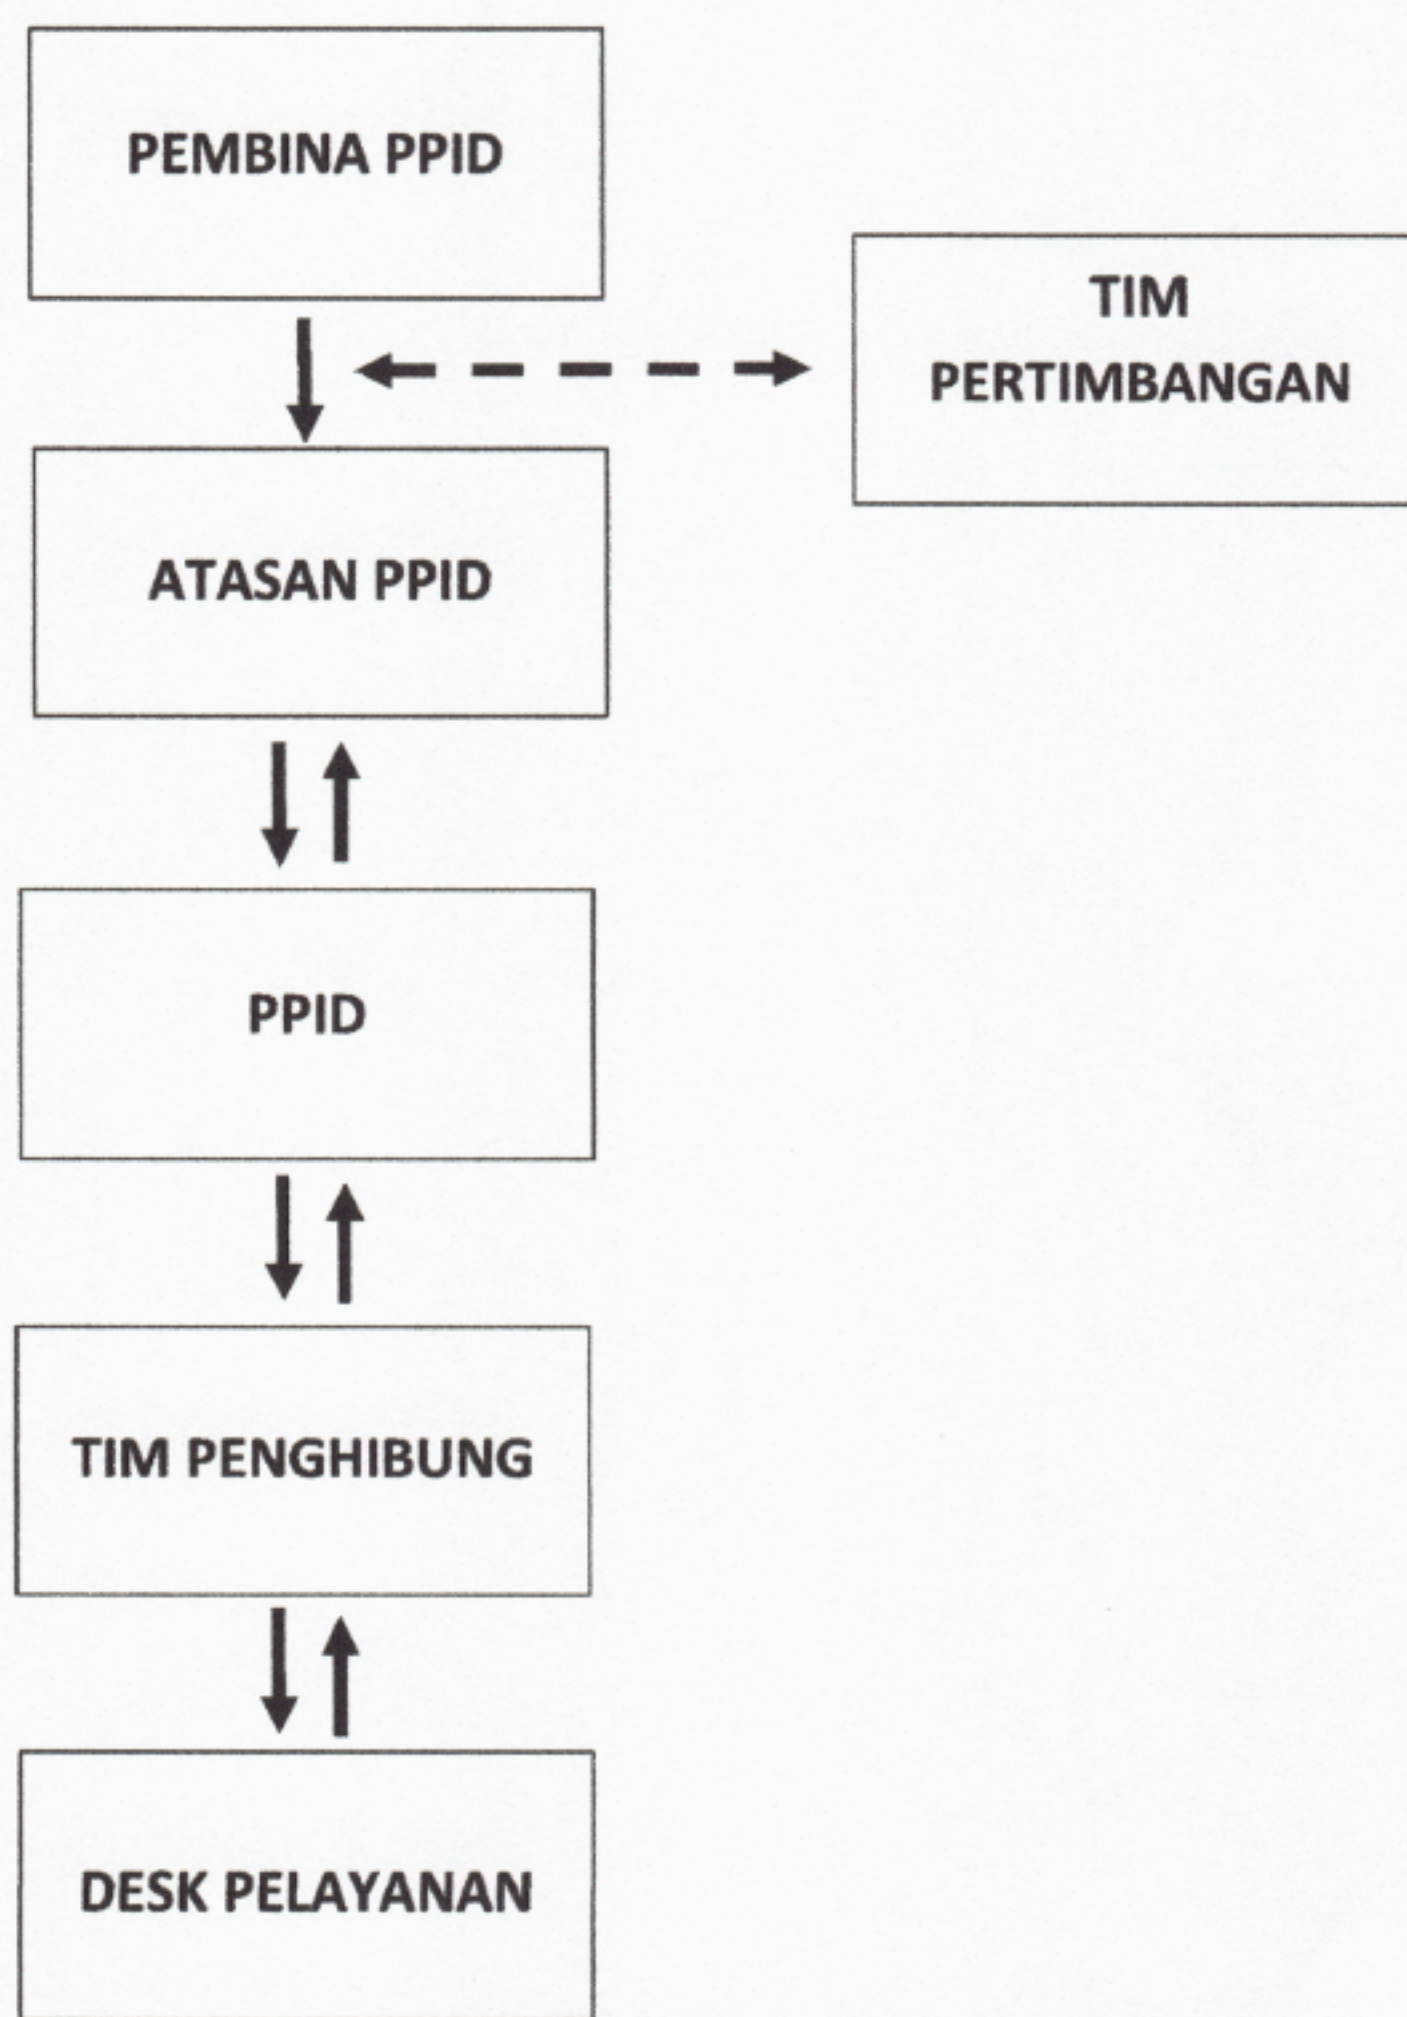 PEMBINA PPID
TIM
PERTIMBANGAN
ATASAN PPID
PPID
TIM PENGHIBUNG
DESK PELAYANAN